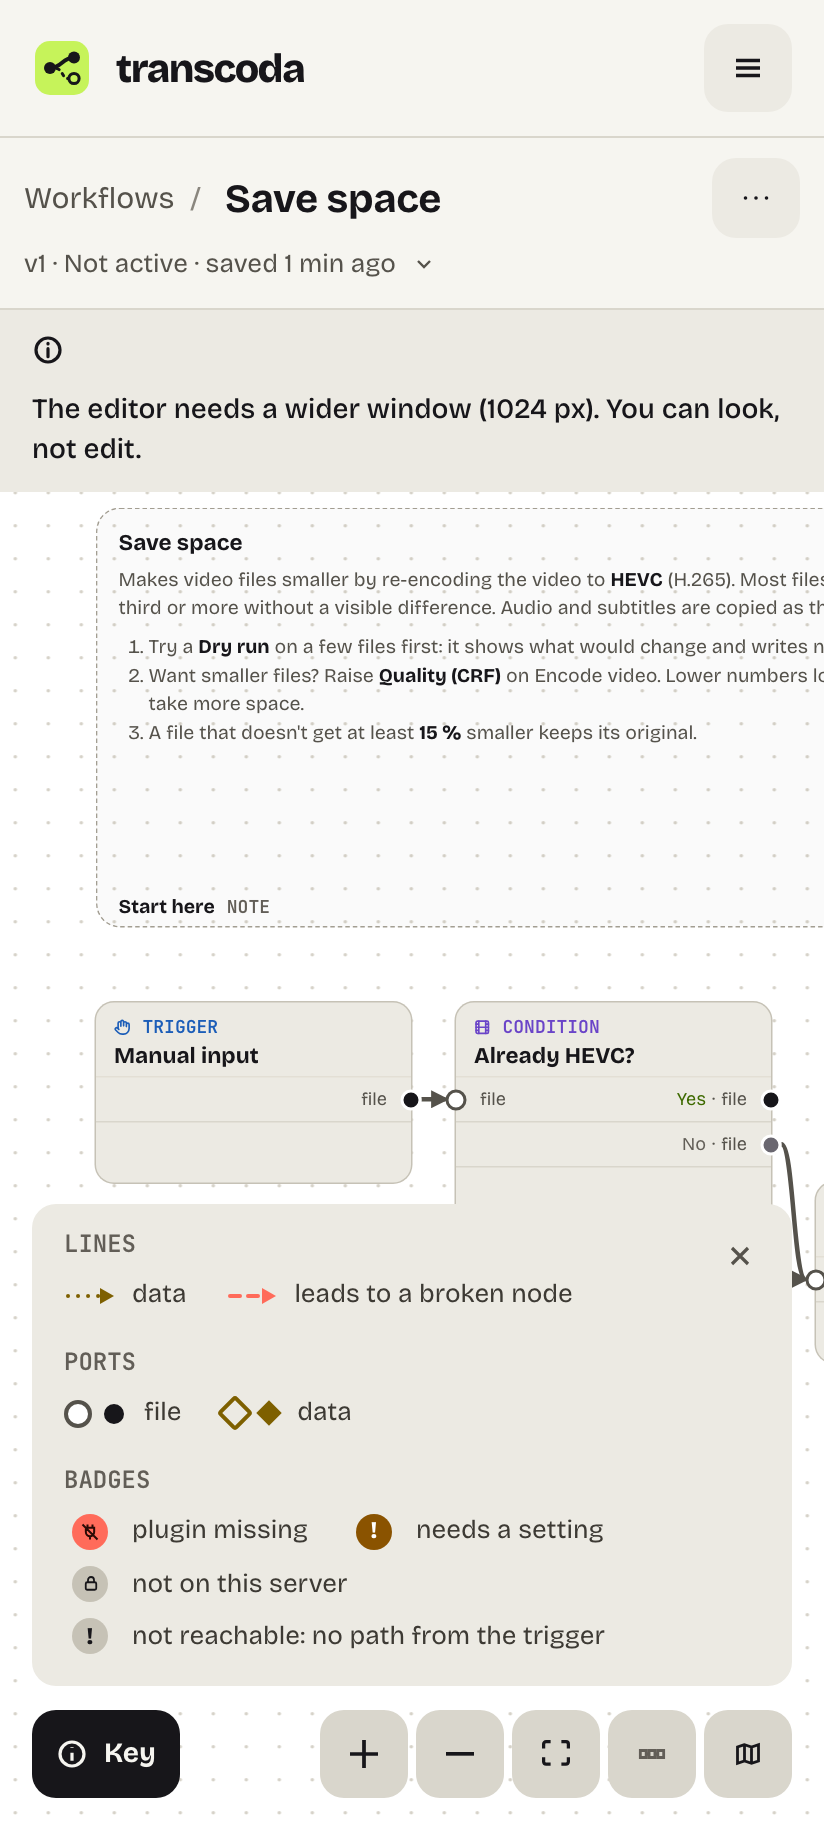 transcoda
Workflows / Save space
...
v1 · Not active · saved 1 min ago
The editor needs a wider window (1024 px). You can look,
not edit.
Save space
Makes video files smaller by re-encoding the video to HEVC (H.265). Most files
third or more without a visible difference. Audio and subtitles are copied as
1. Try a Dry run on a few files first: it shows what would change and writes
2. Want smaller files? Raise Quality (CRF) on Encode video. Lower numbers
take more space.
3. A file that doesn't get at least 15 % smaller keeps its original.
Start here NOTE
TRIGGER
Manual input
file
CONDITION
Already HEVC?
file
Yes · file
No · file
LINES
data
leads to a broken node
PORTS
file
data
BADGES
plugin missing
! needs a setting
not on this server
! not reachable: no path from the trigger
Key